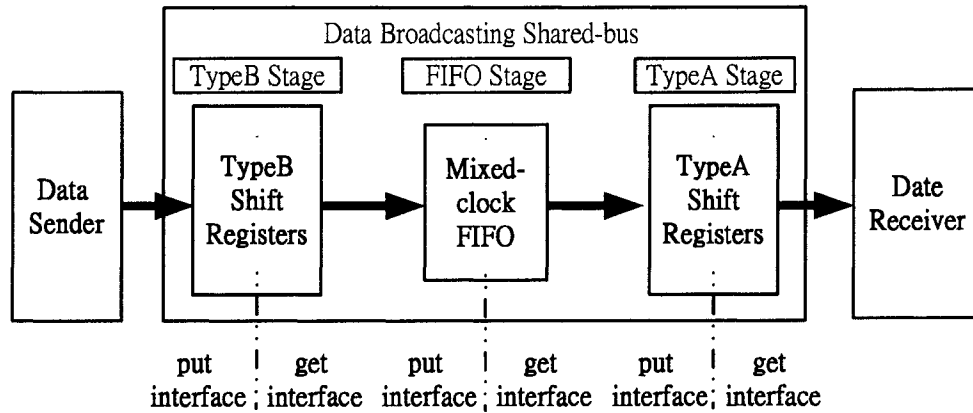 Data Broadcasting Shared-bus
TypeB Stage
FIFO Stage
TypeA Stage
Data
Sender
TypeB
Shift
Registers
Mixed-
clock
FIFO
TypeA
Shift
Registers
Date
Receiver
put
interface
get
interface
put
interface
get
interface
put
interface
get
interface